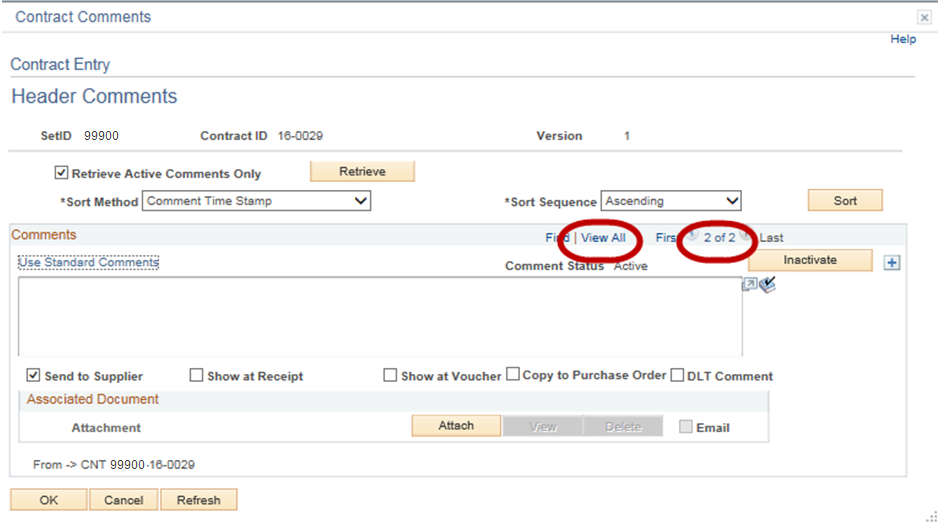 Contract Comments
Help
Contract Entry
Header Comments
SetID 99900 Contract ID 16-0029 Version 1
Retrieve Active Comments Only Retrieve
*Sort Method Comment Time Stamp *Sort Sequence Ascending Sort
Comments Find | View All First 2 of 2 Last
Use Standard Comments Comment Status Active Inactivate
Send to Supplier Show at Receipt Show at Voucher Copy to Purchase Order DLT Comment
Associated Document
Attachment Attach View Delete Email
From -> CNT 99900-16-0029
OK Cancel Refresh